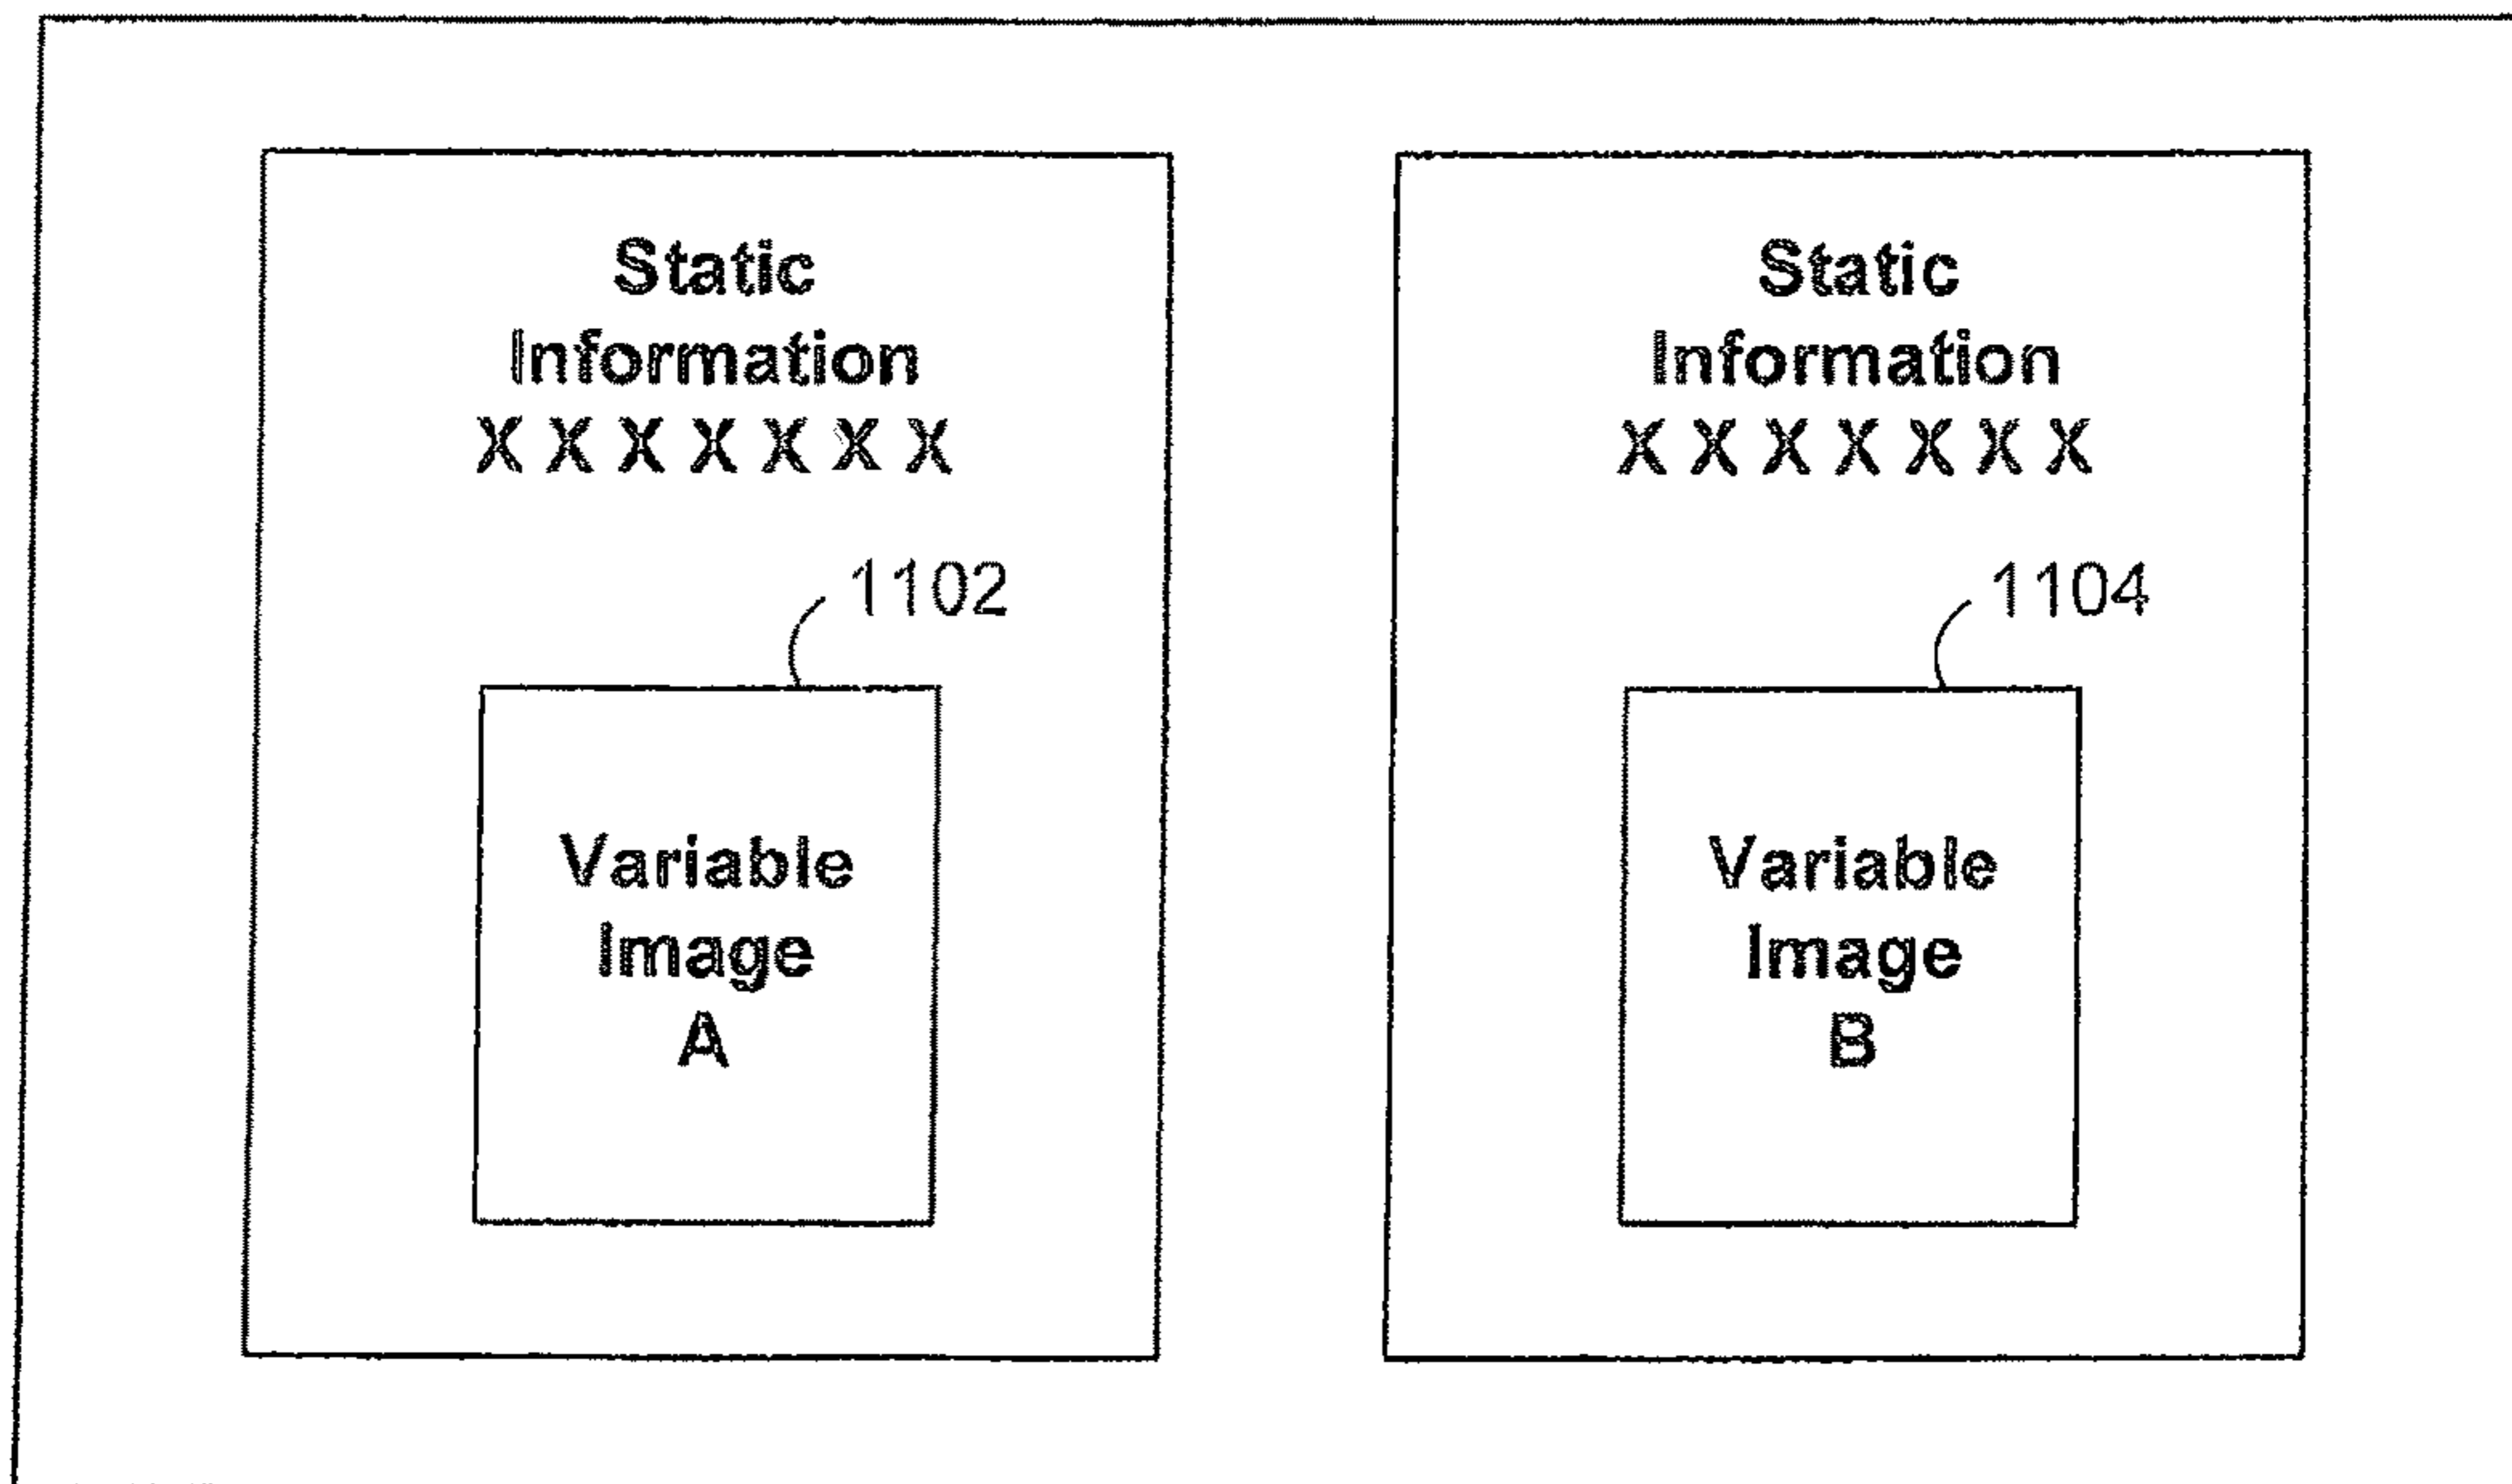 Static
Information
X X X X X X X
1102
Variable
Image
A
Static
Information
X X X X X X X
1104
Variable
Image
B